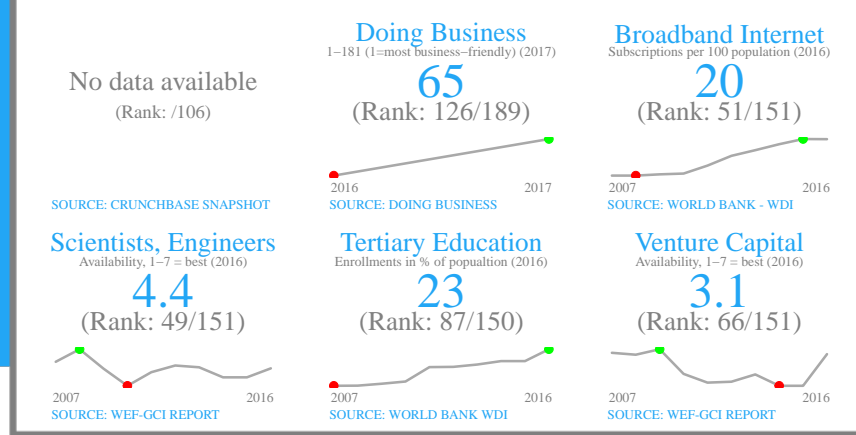 No data available
(Rank: /106)
SOURCE: CRUNCHBASE SNAPSHOT
Doing Business
1−181 (1=most business−friendly) (2017)
65
(Rank: 126/189)
2016 2017
SOURCE: DOING BUSINESS
Broadband Internet
Subscriptions per 100 population (2016)
20
(Rank: 51/151)
2007 2016
SOURCE: WORLD BANK - WDI
Scientists, Engineers
Availability, 1−7 = best (2016)
4.4
(Rank: 49/151)
2007 2016
SOURCE: WEF-GCI REPORT
Tertiary Education
Enrollments in % of popualtion (2016)
23
(Rank: 87/150)
2007 2016
SOURCE: WORLD BANK WDI
Venture Capital
Availability, 1−7 = best (2016)
3.1
(Rank: 66/151)
2007 2016
SOURCE: WEF-GCI REPORT